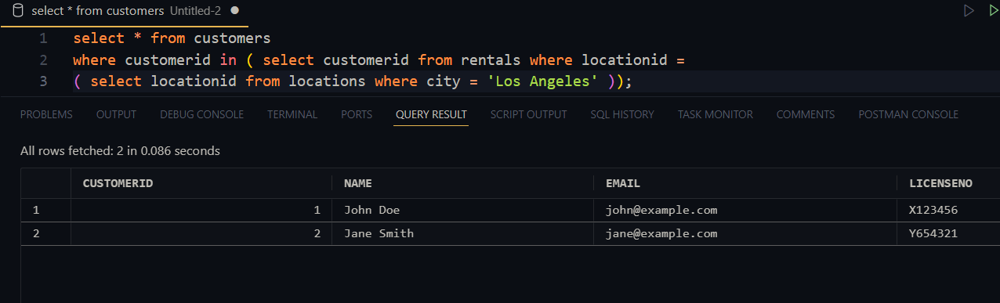 select * from customers Untitled-2
1 select * from customers
2 where customerid in ( select customerid from rentals where locationid =
3 ( select locationid from locations where city = 'Los Angeles' ));
PROBLEMS OUTPUT DEBUG CONSOLE TERMINAL PORTS QUERY RESULT SCRIPT OUTPUT SQL HISTORY TASK MONITOR COMMENTS POSTMAN CONSOLE
All rows fetched: 2 in 0.086 seconds
CUSTOMERID NAME EMAIL LICENSENO
1 1 John Doe john@example.com X123456
2 2 Jane Smith jane@example.com Y654321